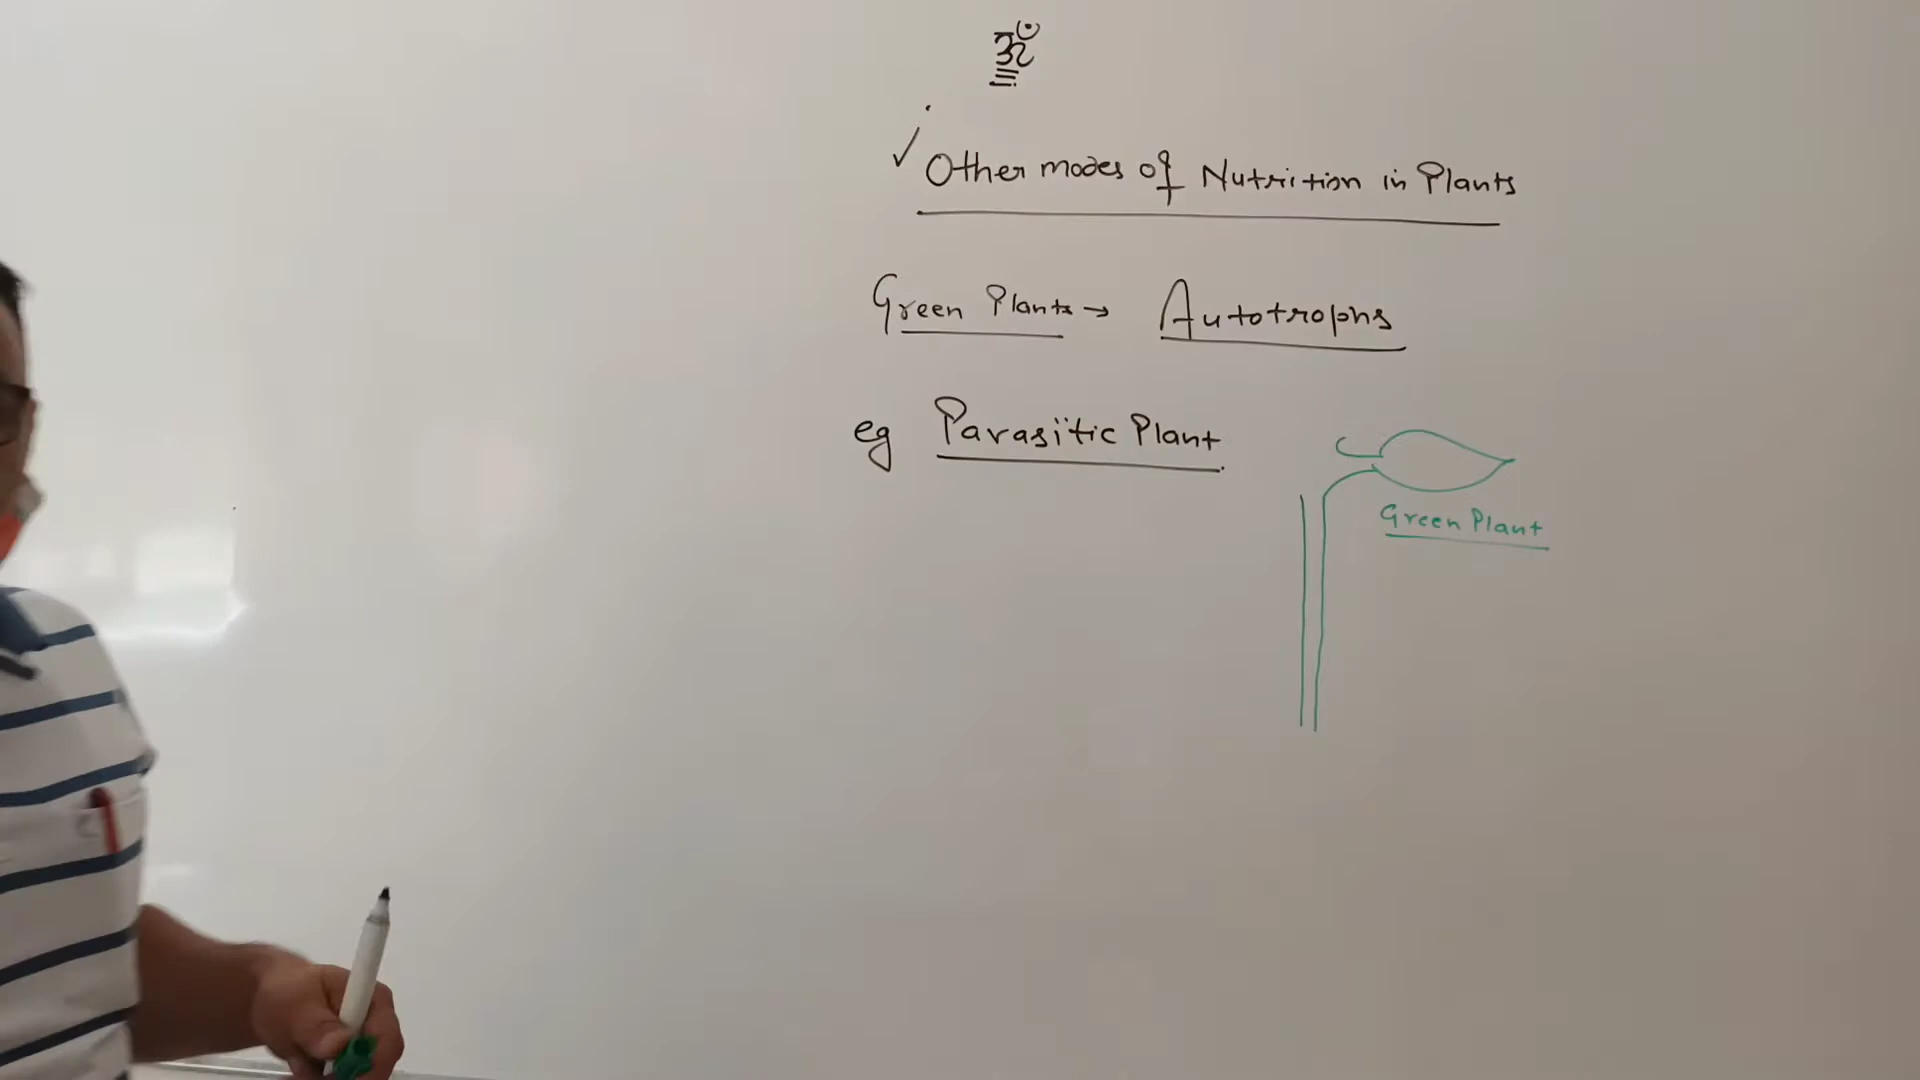 ॐ
Other modes of Nutrition in Plants
Green Plants → Autotrophs
eg Parasitic Plant
Green Plant